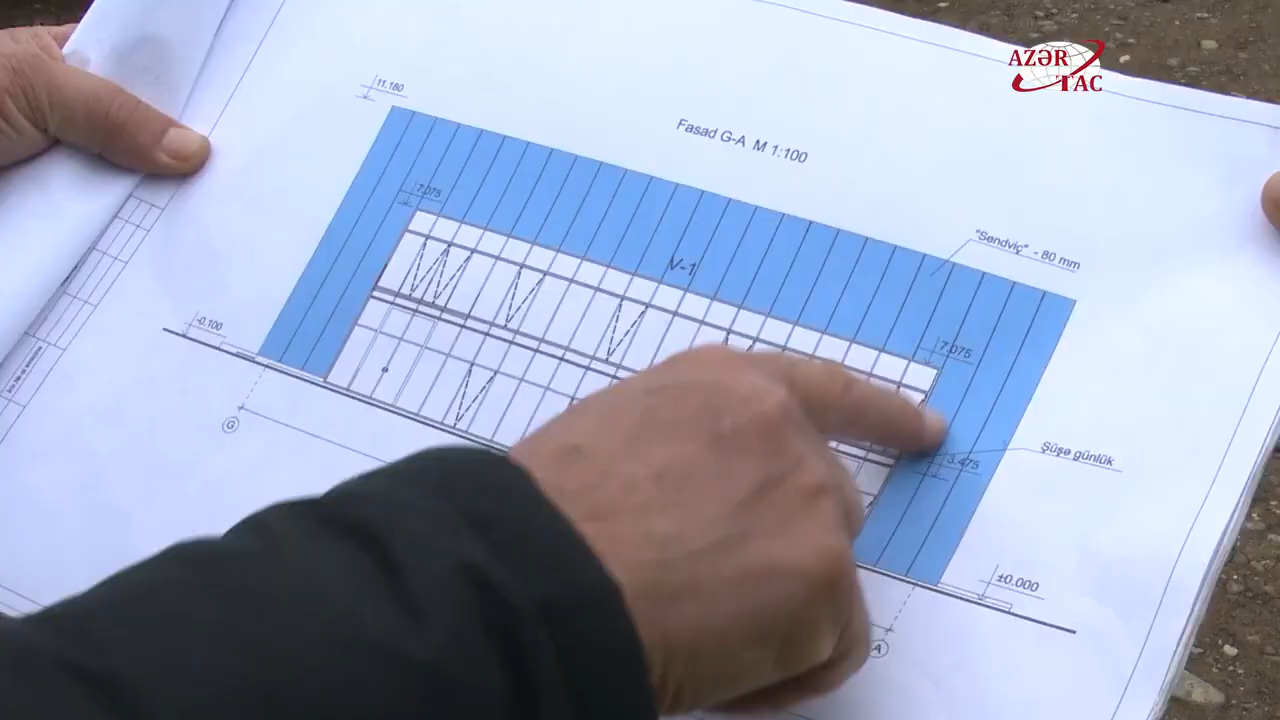 AZƏR
TAC
11.180
Fasad G-A M 1:100
7.075
"Sendviç" - 80 mm
V-1
-0.100
7.075
G
3.475
Şüşə günlük
±0.000
A